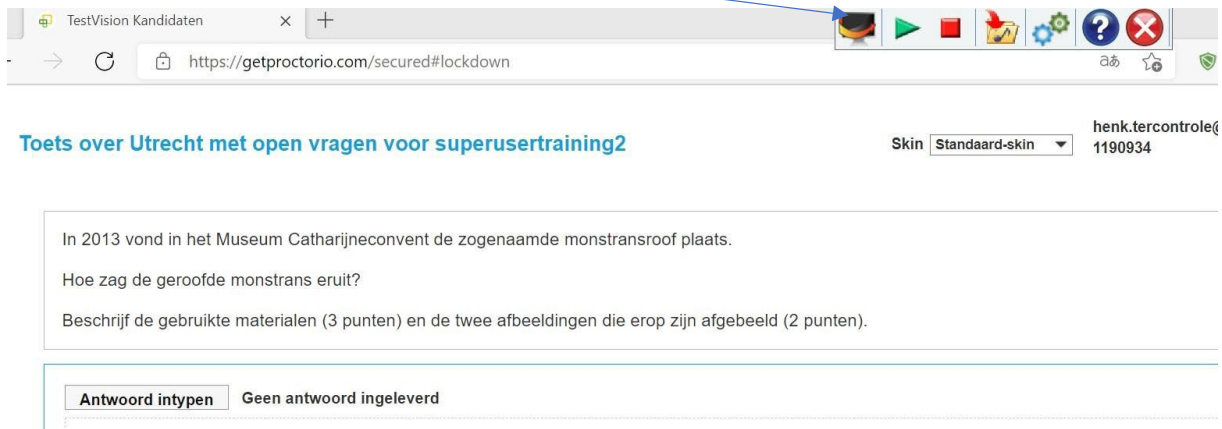 TestVision Kandidaten
https://getproctorio.com/secured#lockdown
Toets over Utrecht met open vragen voor superusertraining2
Skin Standaard-skin
henk.tercontrole@
1190934
In 2013 vond in het Museum Catharijneconvent de zogenaamde monstransroof plaats.
Hoe zag de geroofde monstrans eruit?
Beschrijf de gebruikte materialen (3 punten) en de twee afbeeldingen die erop zijn afgebeeld (2 punten).
Antwoord intypen Geen antwoord ingeleverd